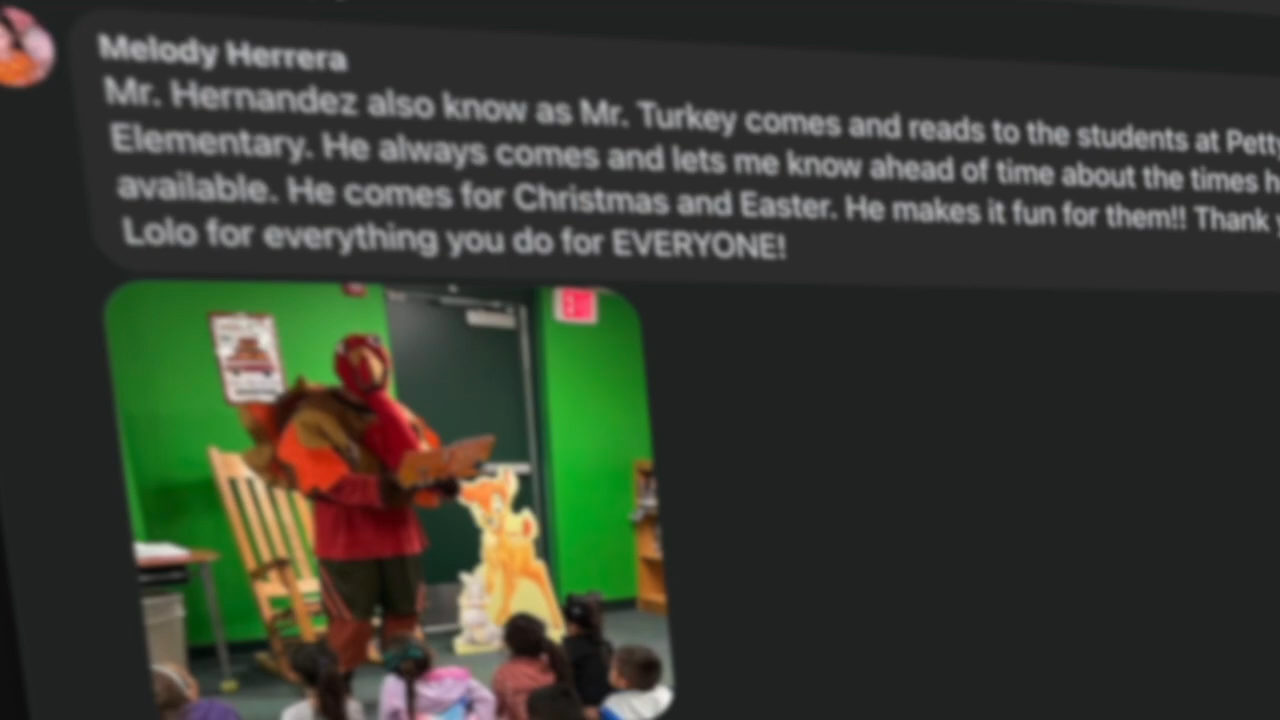 Melody Herrera
Mr. Hernandez also know as Mr. Turkey comes and reads to the students at Petty
Elementary. He always comes and lets me know ahead of time about the times h
available. He comes for Christmas and Easter. He makes it fun for them!! Thank y
Lolo for everything you do for EVERYONE!